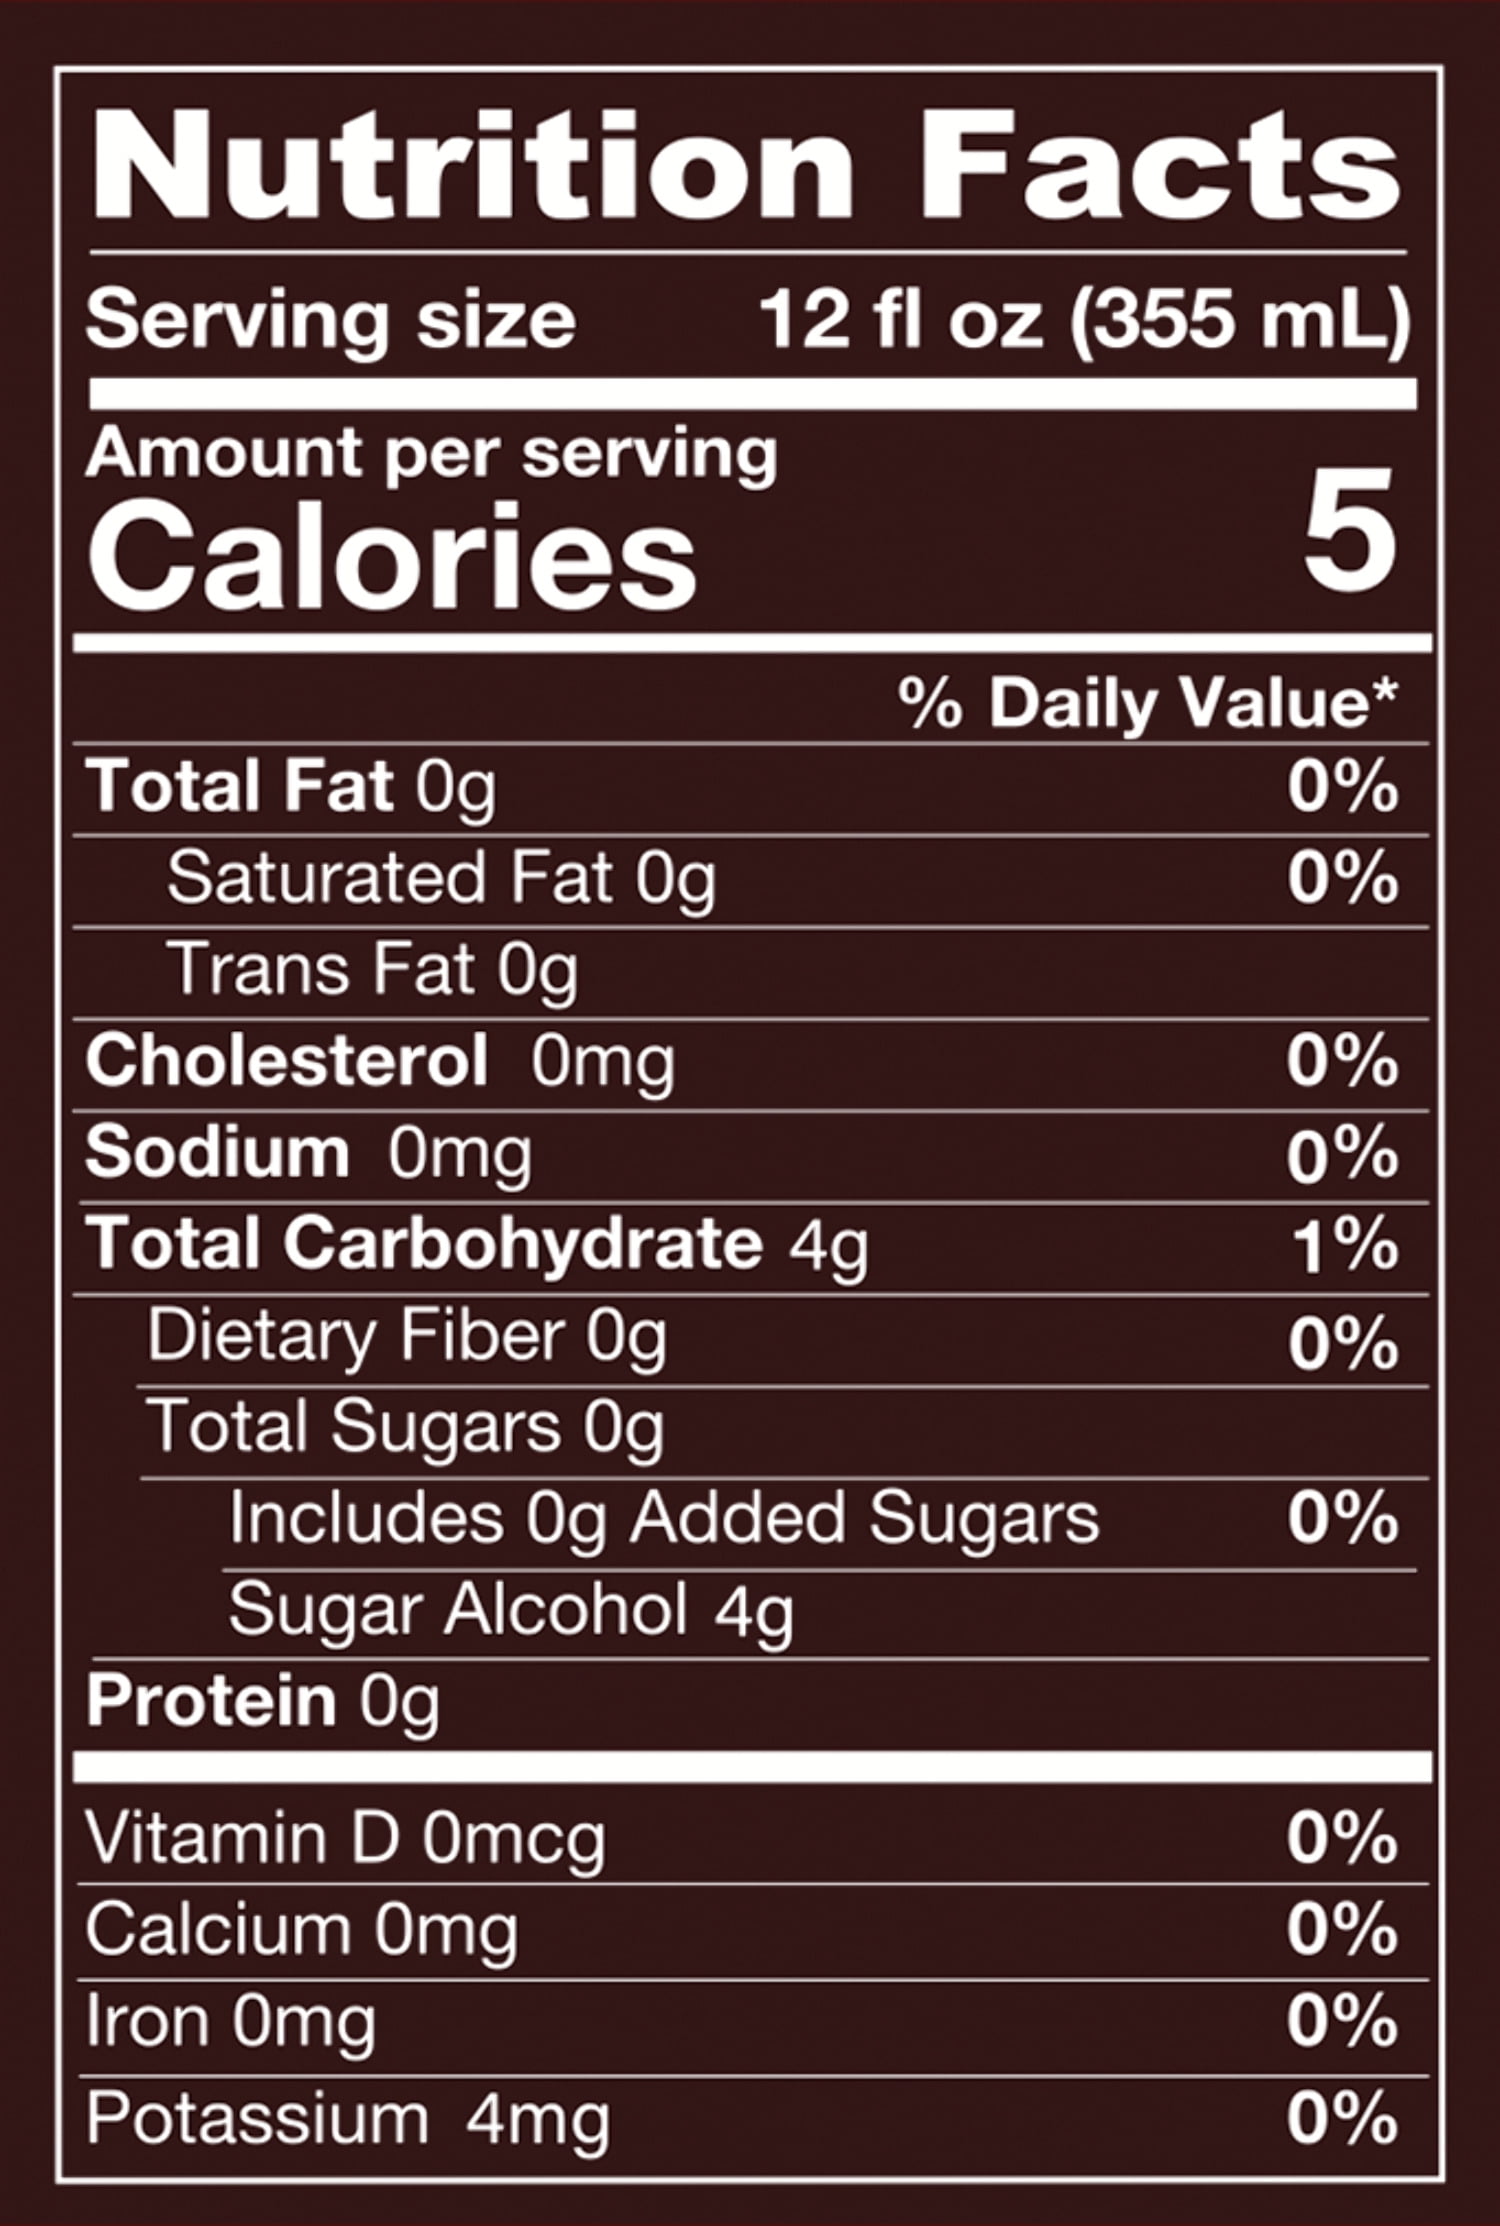 Nutrition Facts
Serving size 12 fl oz (355 mL)
Amount per serving
Calories 5
% Daily Value*
Total Fat 0g 0%
Saturated Fat 0g 0%
Trans Fat 0g
Cholesterol 0mg 0%
Sodium 0mg 0%
Total Carbohydrate 4g 1%
Dietary Fiber 0g 0%
Total Sugars 0g
Includes 0g Added Sugars 0%
Sugar Alcohol 4g
Protein 0g
Vitamin D 0mcg 0%
Calcium 0mg 0%
Iron 0mg 0%
Potassium 4mg 0%